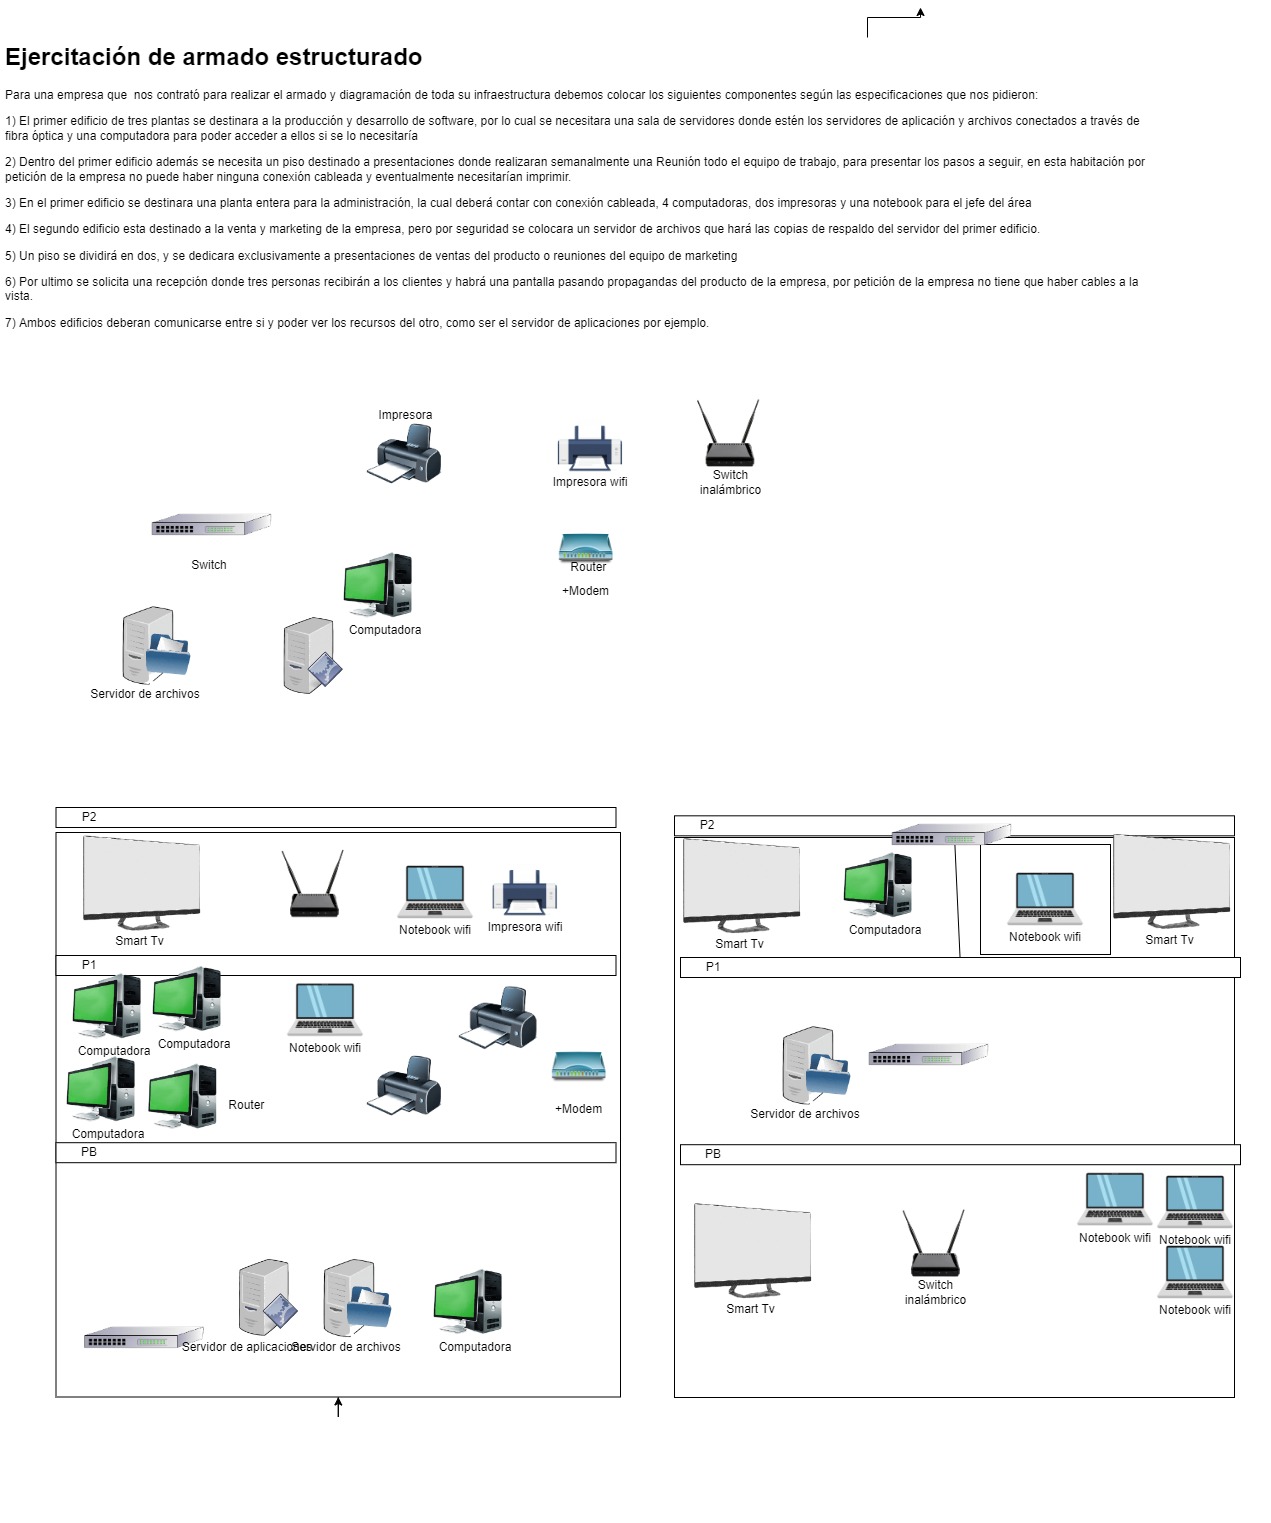 Ejercitación de armado estructurado
Para una empresa que  nos contrató para realizar el armado y diagramación de toda su infraestructura debemos colocar los siguientes componentes según las especificaciones que nos pidieron:
1) El primer edificio de tres plantas se destinara a la producción y desarrollo de software, por lo cual se necesitara una sala de servidores donde estén los servidores de aplicación y archivos conectados a través de
fibra óptica y una computadora para poder acceder a ellos si se lo necesitaría
2) Dentro del primer edificio además se necesita un piso destinado a presentaciones donde realizaran semanalmente una Reunión todo el equipo de trabajo, para presentar los pasos a seguir, en esta habitación por
petición de la empresa no puede haber ninguna conexión cableada y eventualmente necesitarían imprimir.
3) En el primer edificio se destinara una planta entera para la administración, la cual deberá contar con conexión cableada, 4 computadoras, dos impresoras y una notebook para el jefe del área
4) El segundo edificio esta destinado a la venta y marketing de la empresa, pero por seguridad se colocara un servidor de archivos que hará las copias de respaldo del servidor del primer edificio.
5) Un piso se dividirá en dos, y se dedicara exclusivamente a presentaciones de ventas del producto o reuniones del equipo de marketing
6) Por ultimo se solicita una recepción donde tres personas recibirán a los clientes y habrá una pantalla pasando propagandas del producto de la empresa, por petición de la empresa no tiene que haber cables a la
vista.
7) Ambos edificios deberan comunicarse entre si y poder ver los recursos del otro, como ser el servidor de aplicaciones por ejemplo.
Impresora
Impresora wifi
Switch
inalámbrico
Switch
Router
+Modem
Computadora
Servidor de archivos
P2
Smart Tv
Notebook wifi
Impresora wifi
P1
Computadora
Computadora
Notebook wifi
Router
+Modem
Computadora
PB
Servidor de aplicaciones
Servidor de archivos
Computadora
P2
Smart Tv
Computadora
Notebook wifi
Smart Tv
P1
Servidor de archivos
PB
Smart Tv
Switch
inalámbrico
Notebook wifi
Notebook wifi
Notebook wifi